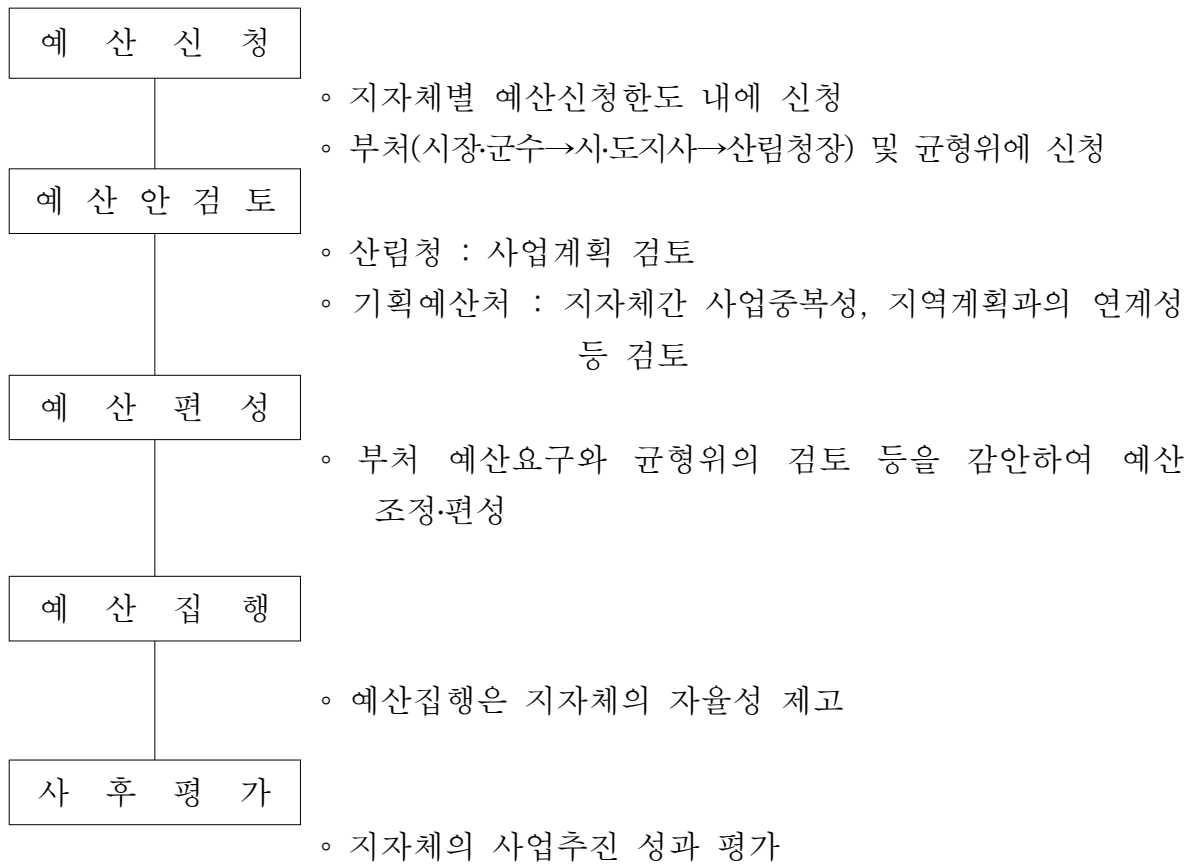 예 산 신 청
◦ 지자체별 예산신청한도 내에 신청
◦ 부처(시장·군수→시·도지사→산림청장) 및 균형위에 신청
예 산 안 검 토
◦ 산림청 : 사업계획 검토
◦ 기획예산처 : 지자체간 사업중복성, 지역계획과의 연계성
등 검토
예 산 편 성
◦ 부처 예산요구와 균형위의 검토 등을 감안하여 예산
조정·편성
예 산 집 행
◦ 예산집행은 지자체의 자율성 제고
사 후 평 가
◦ 지자체의 사업추진 성과 평가